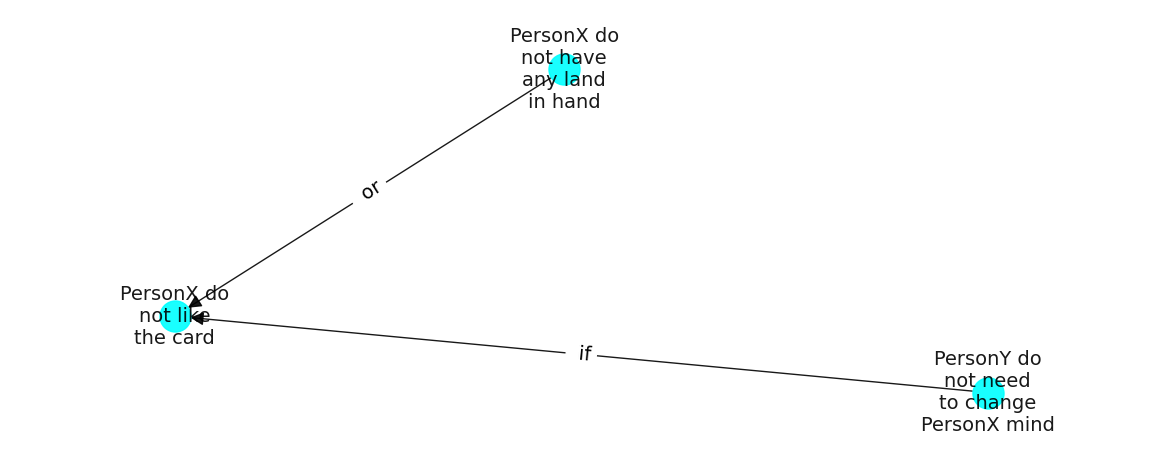 PersonX do
not have
any land
in hand
or
PersonX do
not like
the card
if
PersonY do
not need
to change
PersonX mind